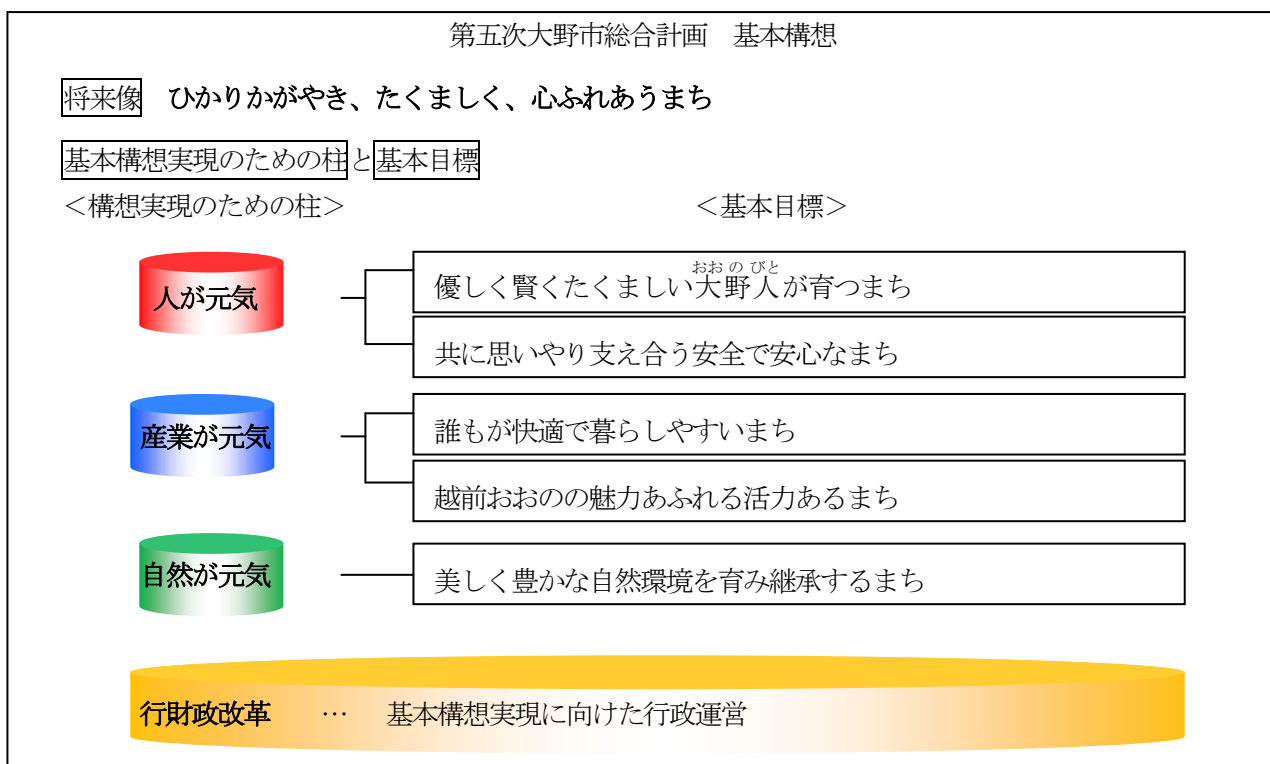 第五次大野市総合計画　基本構想
将来像　ひかりかがやき、たくましく、心ふれあうまち
基本構想実現のための柱と基本目標
＜構想実現のための柱＞　＜基本目標＞
人が元気
おおのびと
優しく賢くたくましい大野人が育つまち
共に思いやり支え合う安全で安心なまち
産業が元気
誰もが快適で暮らしやすいまち
越前おおのの魅力あふれる活力あるまち
自然が元気
美しく豊かな自然環境を育み継承するまち
行財政改革　…　基本構想実現に向けた行政運営